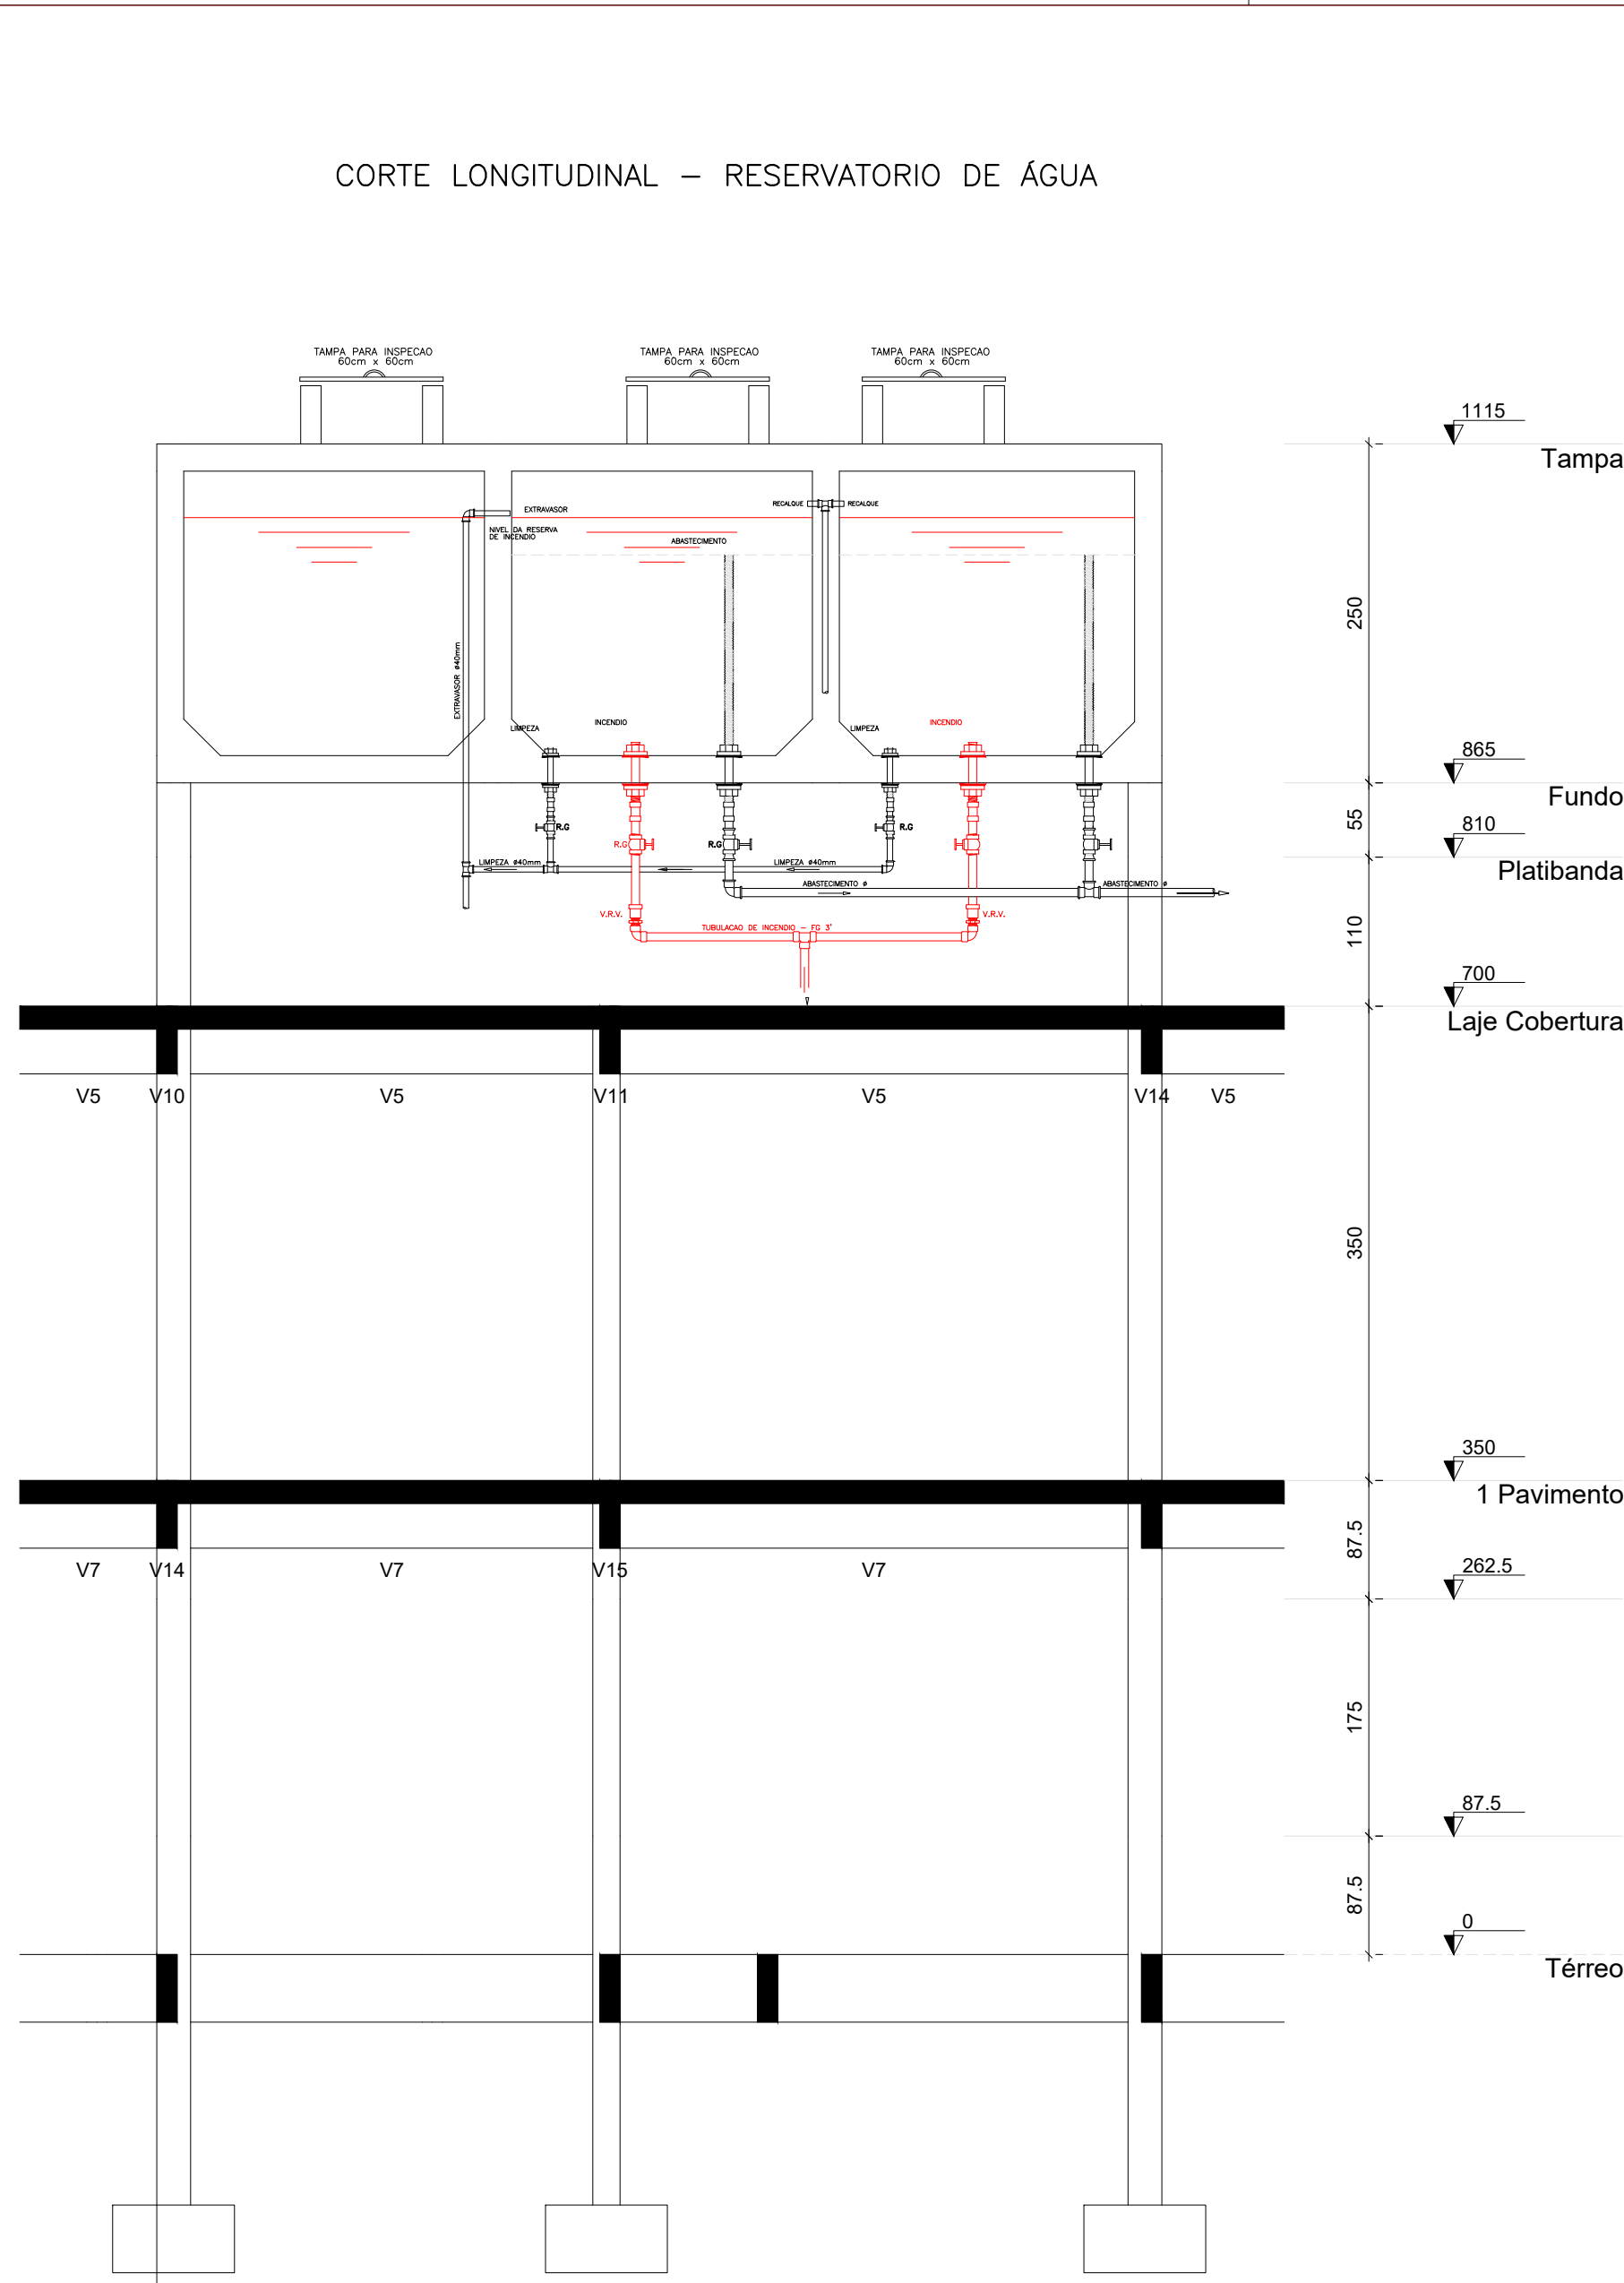 CORTE LONGITUDINAL – RESERVATORIO DE ÁGUA
TAMPA PARA INSPECAO
60cm x 60cm
TAMPA PARA INSPECAO
60cm x 60cm
TAMPA PARA INSPECAO
60cm x 60cm
1115
Tampa
EXTRAVASOR
RECALQUE
RECALQUE
NIVEL DA RESERVA
DE INCENDIO
ABASTECIMENTO
250
EXTRAVASOR ø40mm
LIMPEZA
INCENDIO
LIMPEZA
INCENDIO
865
Fundo
55
810
Platibanda
R.G
R.G
R.G
R.G
LIMPEZA ø40mm
LIMPEZA ø40mm
ABASTECIMENTO ø
ABASTECIMENTO ø
V.R.V.
V.R.V.
TUBULACAO DE INCENDIO – FG 3"
110
700
Laje Cobertura
V5
V10
V5
V11
V5
V14
V5
350
350
1 Pavimento
V7
V14
V7
V15
V7
87.5
262.5
175
87.5
87.5
0
Térreo